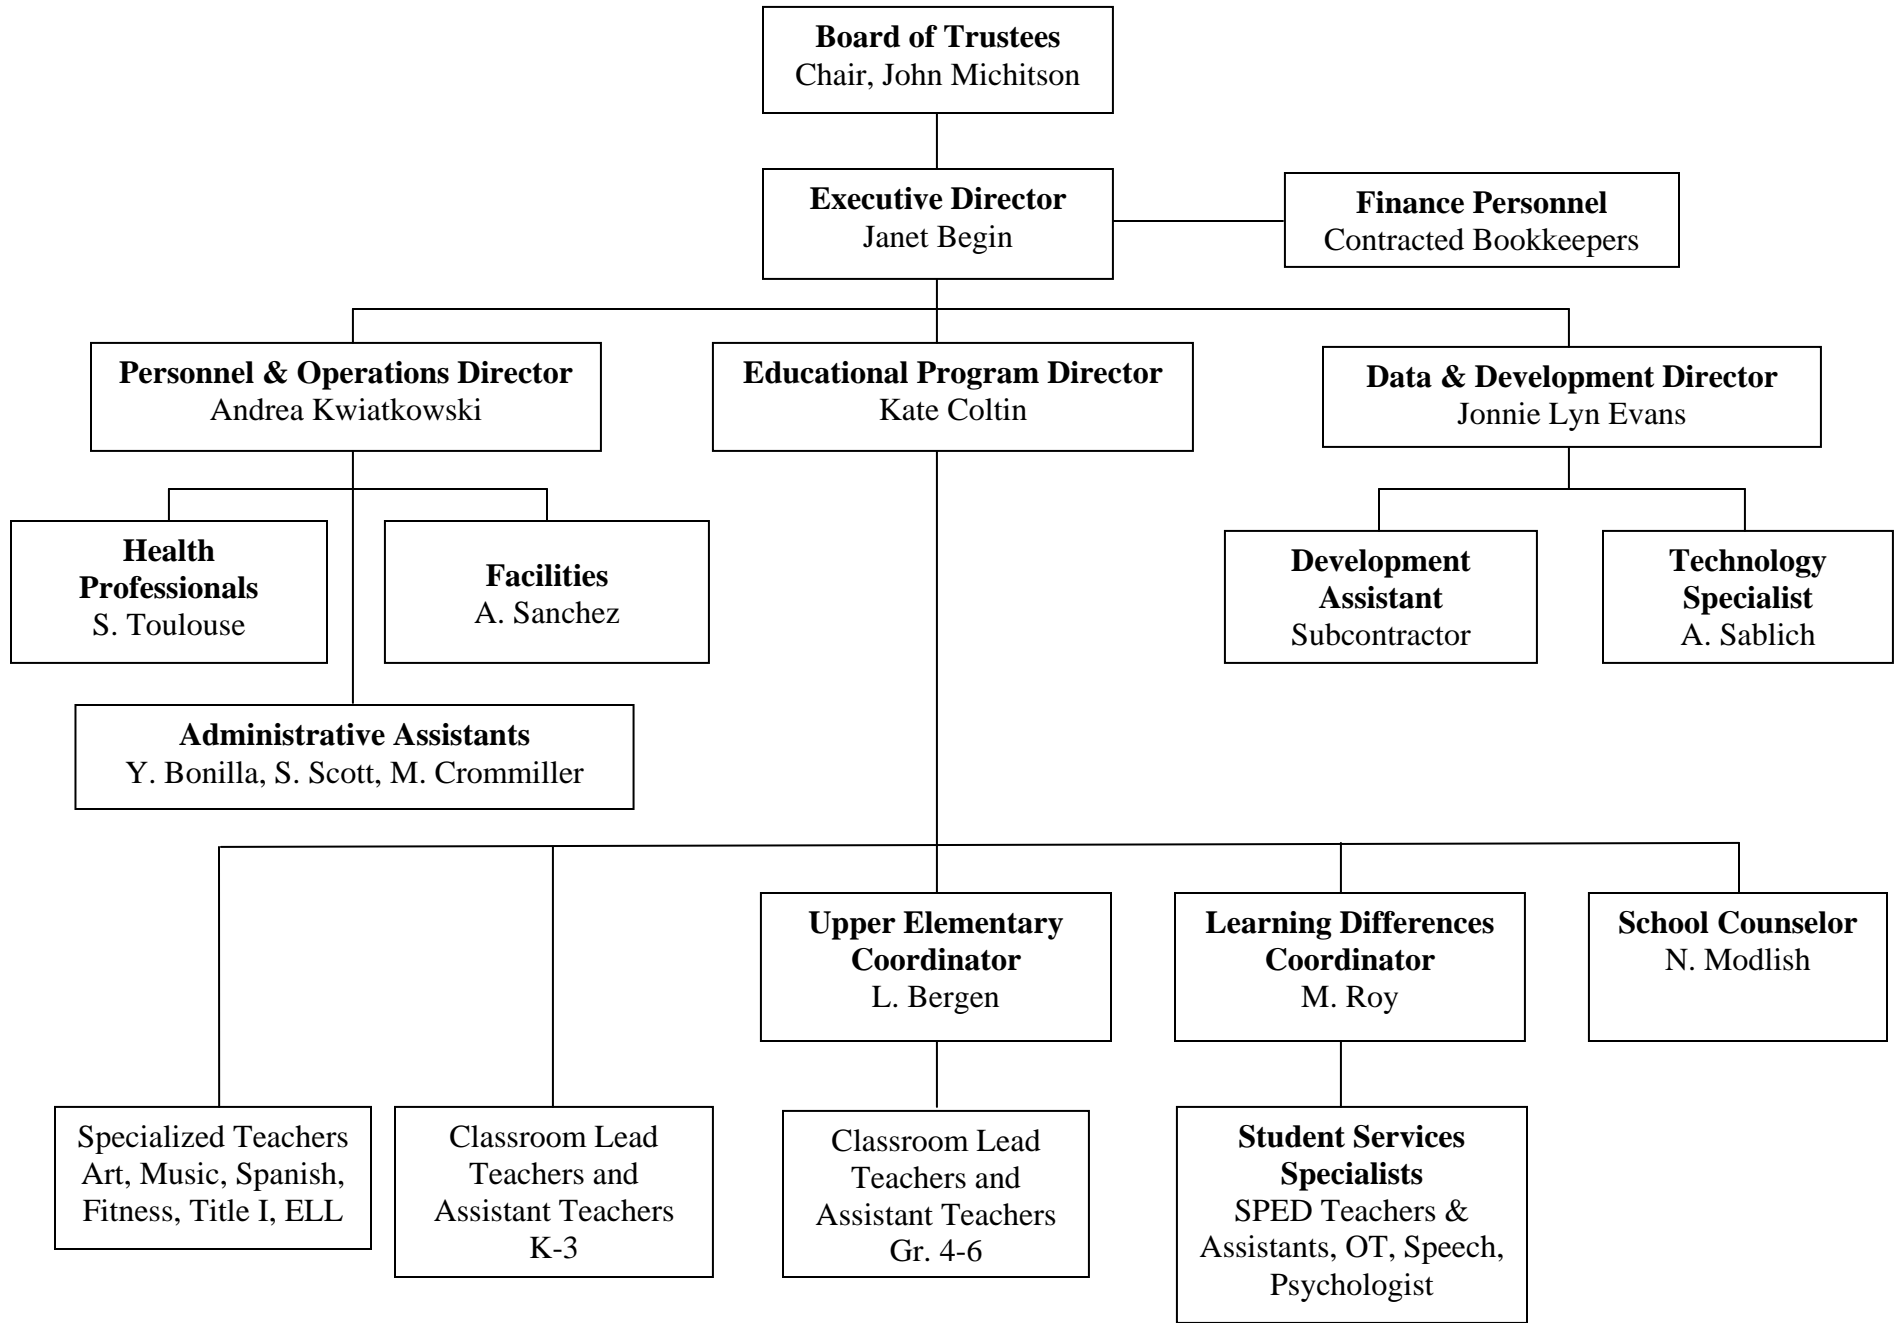 Board of Trustees
Chair, John Michitson
Executive Director
Janet Begin
Finance Personnel
Contracted Bookkeepers
Personnel & Operations Director
Andrea Kwiatkowski
Educational Program Director
Kate Coltin
Data & Development Director
Jonnie Lyn Evans
Health
Professionals
S. Toulouse
Facilities
A. Sanchez
Development
Assistant
Subcontractor
Technology
Specialist
A. Sablich
Administrative Assistants
Y. Bonilla, S. Scott, M. Crommiller
Upper Elementary
Coordinator
L. Bergen
Learning Differences
Coordinator
M. Roy
School Counselor
N. Modlish
Specialized Teachers
Art, Music, Spanish,
Fitness, Title I, ELL
Classroom Lead
Teachers and
Assistant Teachers
K-3
Classroom Lead
Teachers and
Assistant Teachers
Gr. 4-6
Student Services
Specialists
SPED Teachers &
Assistants, OT, Speech,
Psychologist